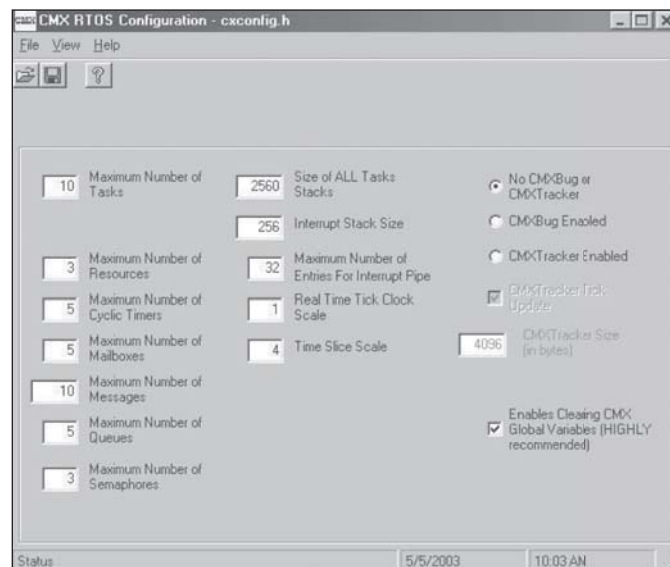 cmx CMX RTOS Configuration - cxconfig.h
File View Help
10 Maximum Number of
Tasks
3 Maximum Number of
Resources
5 Maximum Number of
Cyclic Timers
5 Maximum Number of
Mailboxes
10 Maximum Number of
Messages
5 Maximum Number of
Queues
3 Maximum Number of
Semaphores
2560 Size of ALL Tasks
Stacks
256 Interrupt Stack Size
32 Maximum Number of
Entries For Interrupt Pipe
1 Real Time Tick Clock
Scale
4 Time Slice Scale
No CMXBug or
CMXTracker
CMXBug Enabled
CMXTracker Enabled
CMXTracker Tick
Update
4096 CMXTracker Size
(in bytes)
Enables Clearing CMX
Global Variables (HIGHLY
recommended)
Status 5/5/2003 10:03 AM